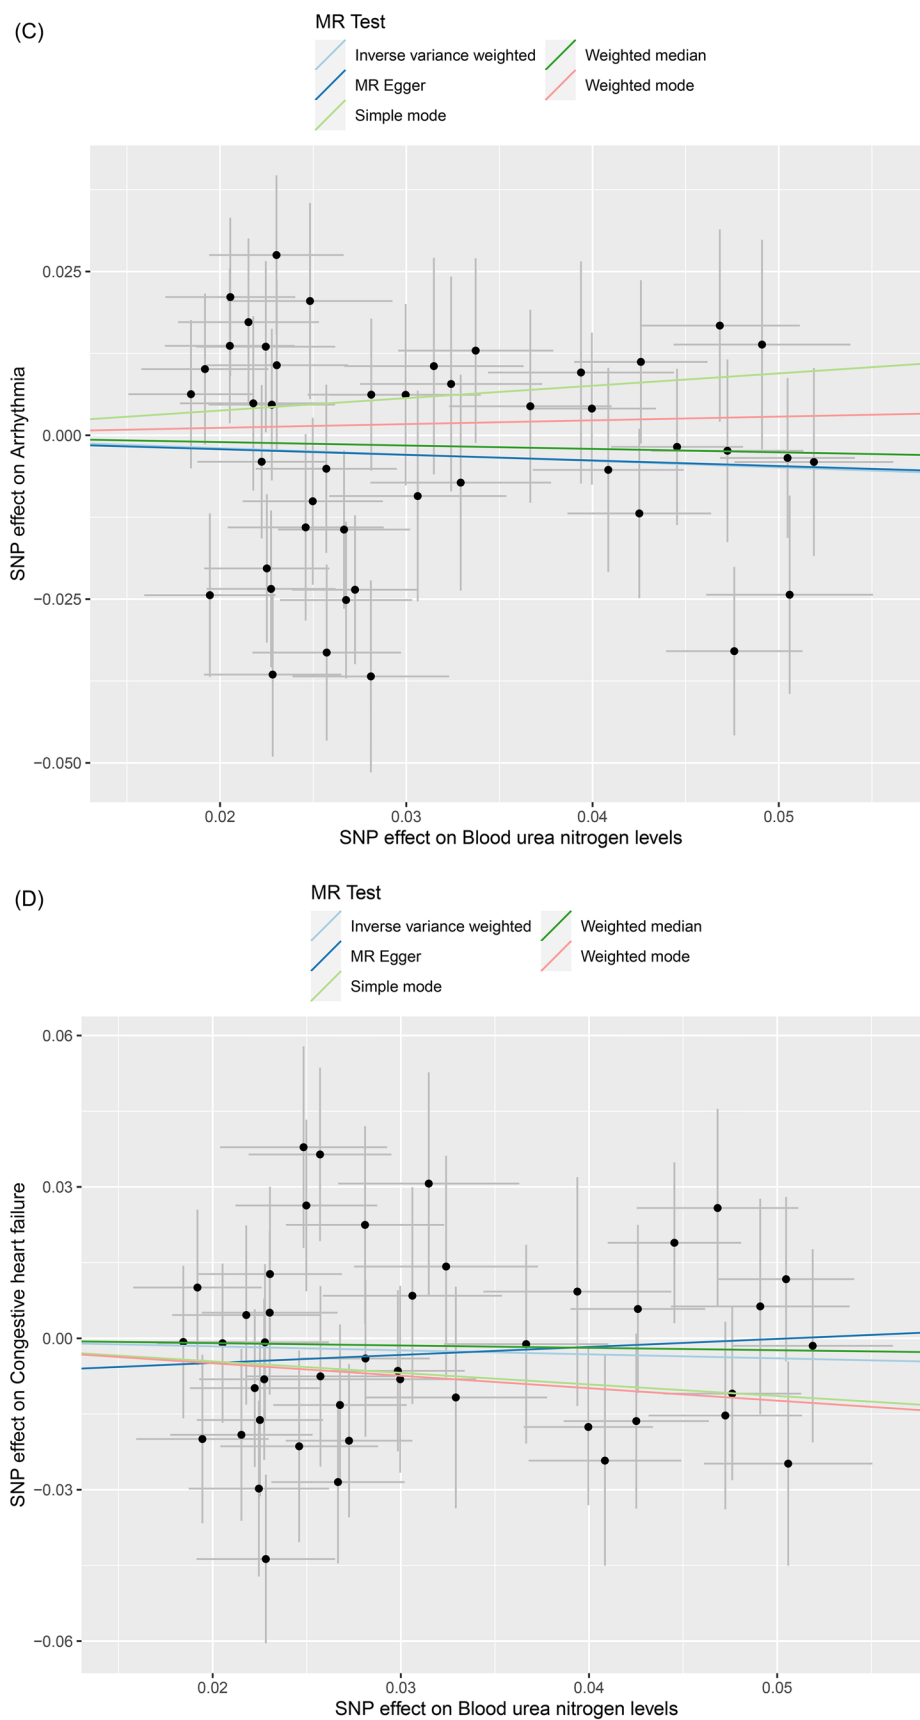 (C)
MR Test
Inverse variance weighted
Weighted median
MR Egger
Weighted mode
Simple mode
SNP effect on Arrhythmia
0.025
0.000
−0.025
−0.050
0.02
0.03
0.04
0.05
SNP effect on Blood urea nitrogen levels
(D)
MR Test
Inverse variance weighted
Weighted median
MR Egger
Weighted mode
Simple mode
SNP effect on Congestive heart failure
0.06
0.03
0.00
−0.03
−0.06
0.02
0.03
0.04
0.05
SNP effect on Blood urea nitrogen levels